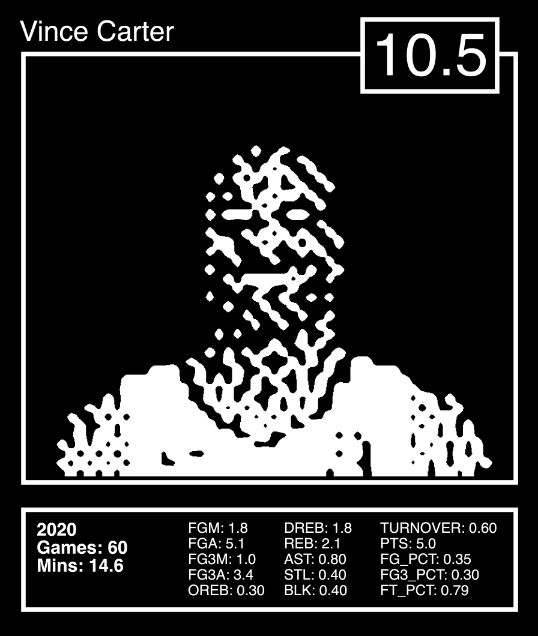 Vince Carter
10.5
2020
Games: 60
Mins: 14.6
FGM: 1.8
FGA: 5.1
FG3M: 1.0
FG3A: 3.4
OREB: 0.30
DREB: 1.8
REB: 2.1
AST: 0.80
STL: 0.40
BLK: 0.40
TURNOVER: 0.60
PTS: 5.0
FG_PCT: 0.35
FG3_PCT: 0.30
FT_PCT: 0.79